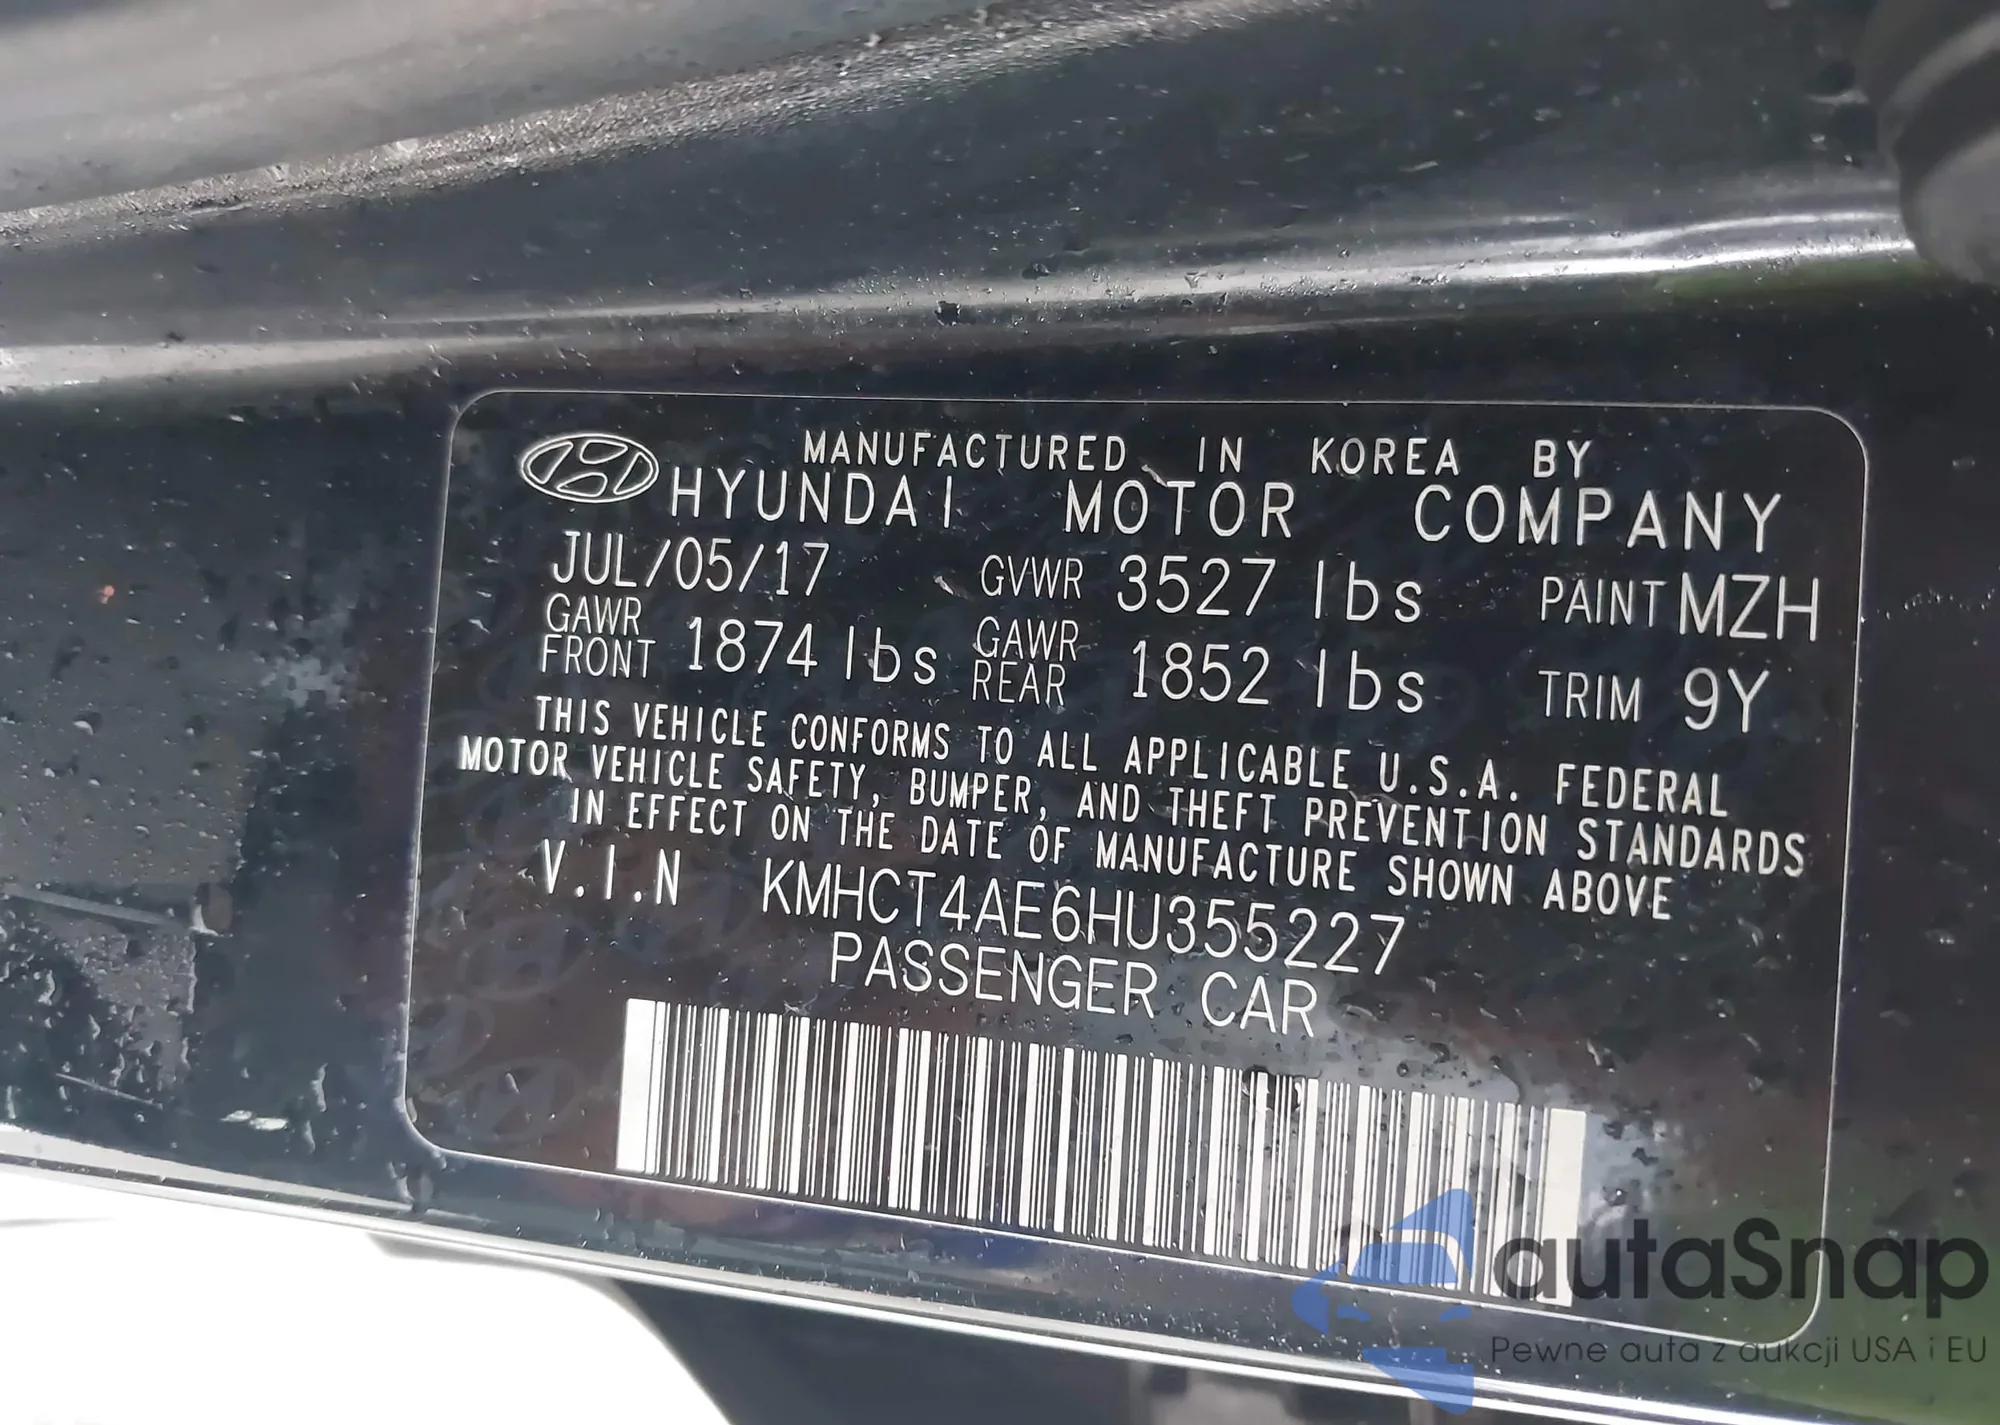 MANUFACTURED IN KOREA BY
HYUNDAI MOTOR COMPANY
JUL/05/17 GVWR 3527 lbs PAINT MZH
GAWR FRONT 1874 lbs GAWR REAR 1852 lbs TRIM 9Y
THIS VEHICLE CONFORMS TO ALL APPLICABLE U.S.A. FEDERAL
MOTOR VEHICLE SAFETY, BUMPER, AND THEFT PREVENTION STANDARDS
IN EFFECT ON THE DATE OF MANUFACTURE SHOWN ABOVE
V.I.N KMHCT4AE6HU355227
PASSENGER CAR
autaSnap
Pewne auta z aukcji USA i EU